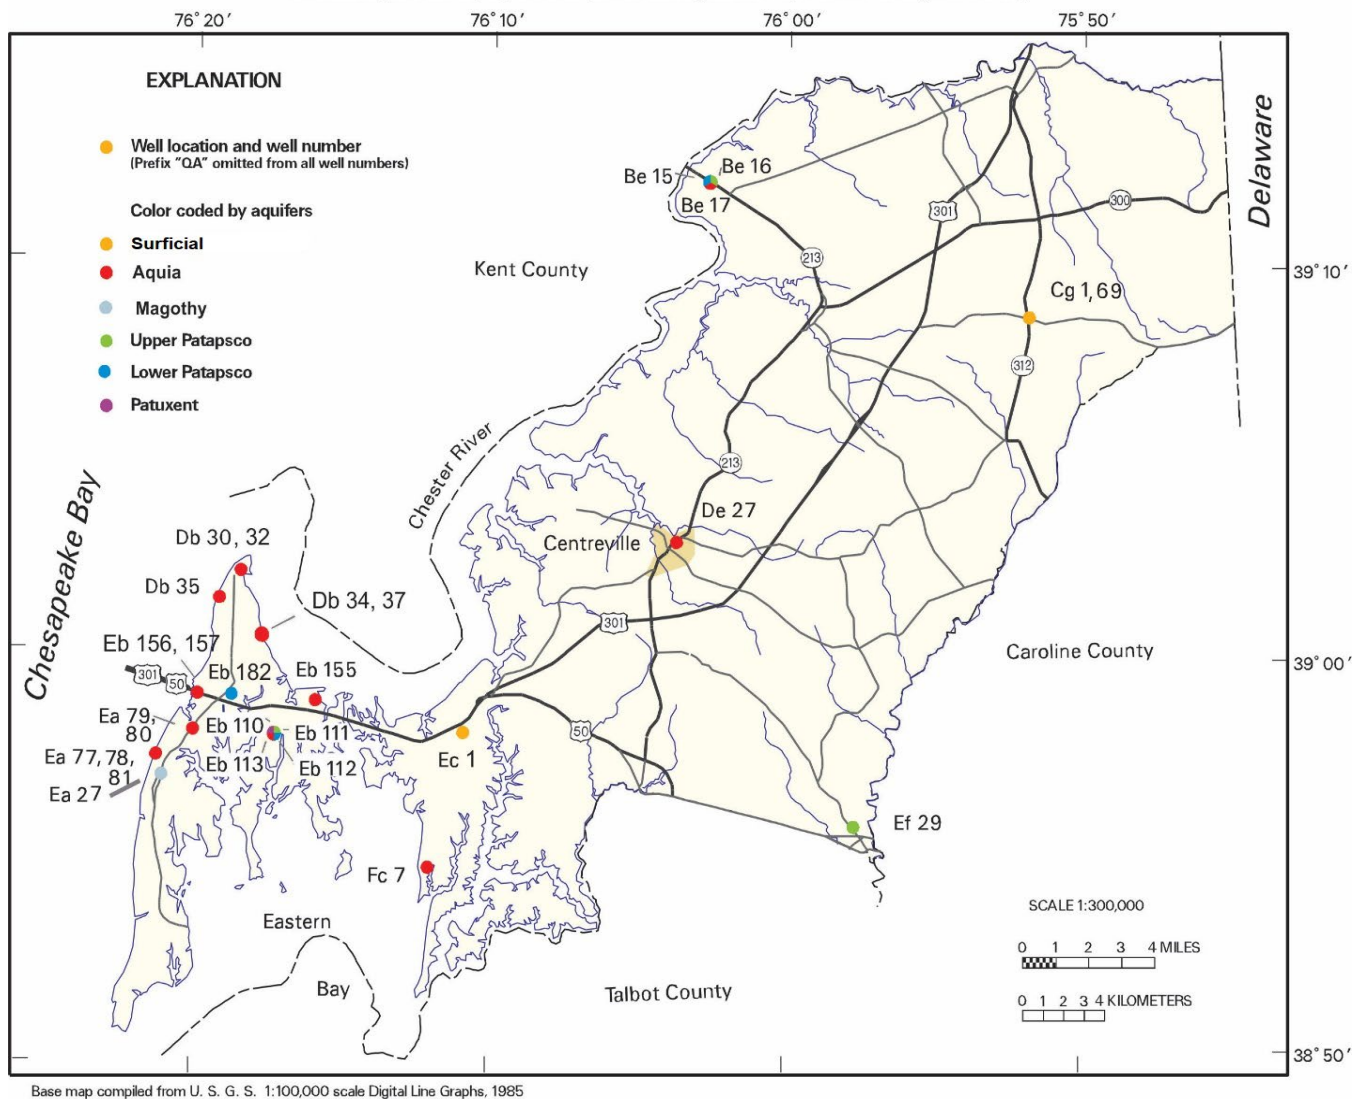 76°20′ 76°10′ 76°00′ 75°50′
EXPLANATION
Well location and well number
(Prefix "QA" omitted from all well numbers)
Color coded by aquifers
Surficial
Aquia
Magothy
Upper Patapsco
Lower Patapsco
Patuxent
Delaware
Be 15
Be 16
Be 17
301
300
213
Kent County
39°10′
Cg 1,69
312
Chester River
213
De 27
Centreville
Chesapeake Bay
Db 30, 32
Db 35
Db 34, 37
301
Eb 156, 157
Eb 182
Eb 155
Caroline County
39°00′
301
50
Ea 79,
80
Eb 110
Eb 111
50
Ea 77, 78,
81
Eb 113
Eb 112
Ec 1
Ea 27
Ef 29
Fc 7
Eastern
Bay
Talbot County
SCALE 1:300,000
0 1 2 3 4 MILES
0 1 2 3 4 KILOMETERS
38°50′
Base map compiled from U. S. G. S. 1:100,000 scale Digital Line Graphs, 1985